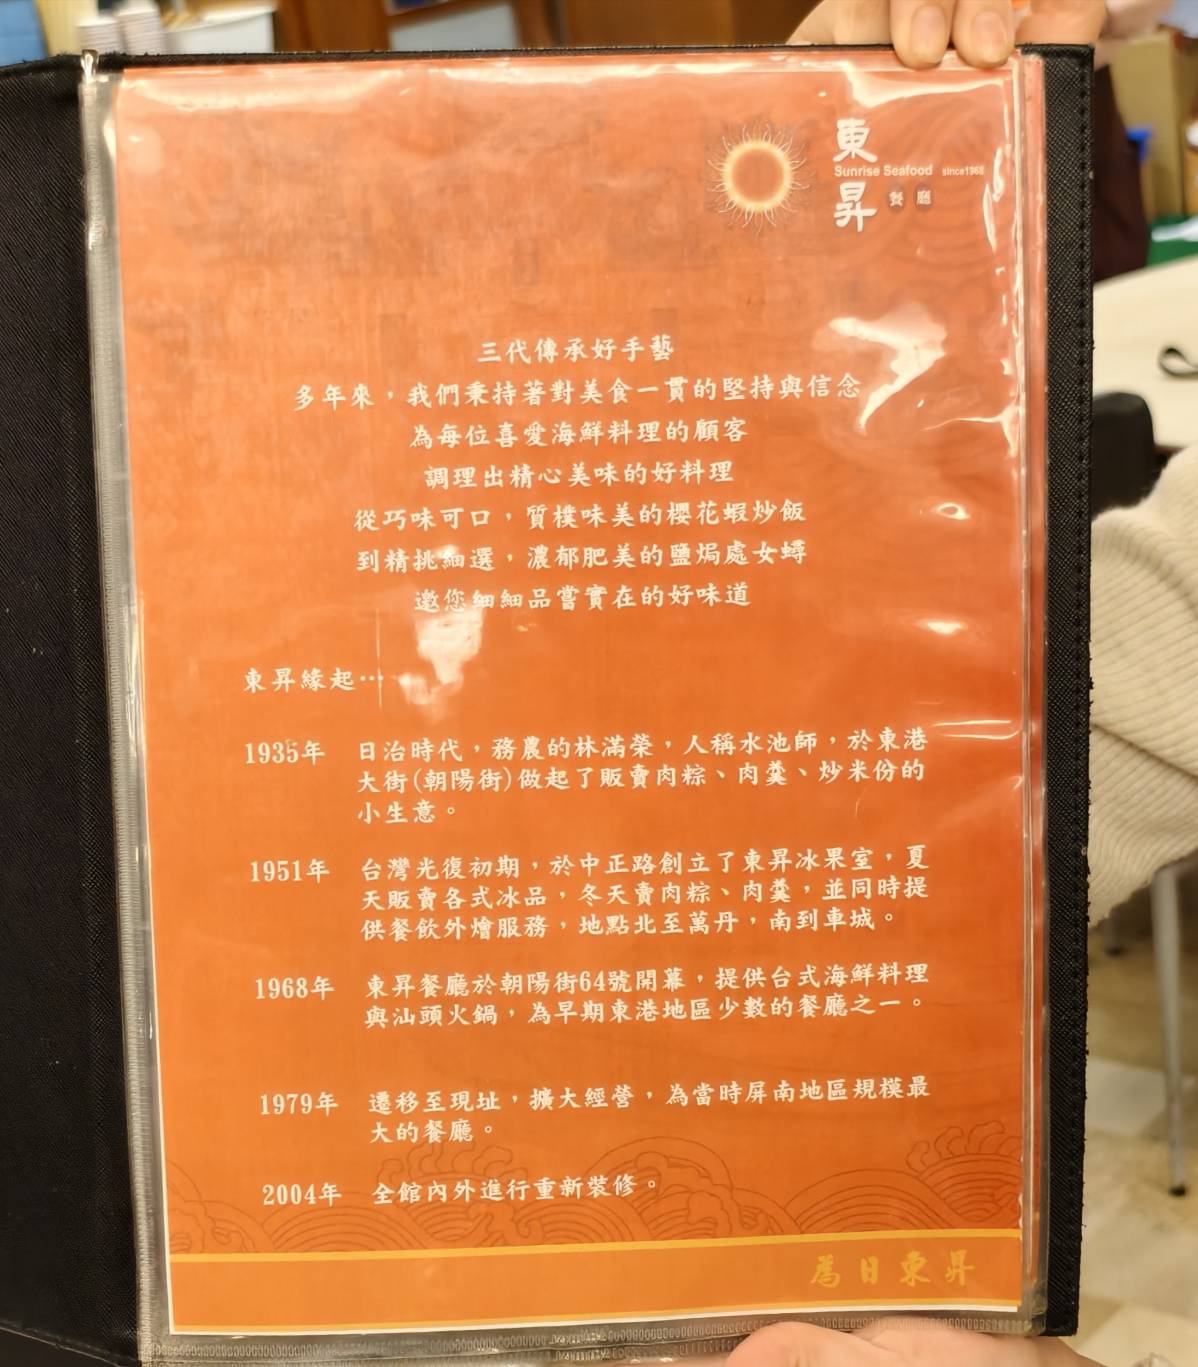 東
Sunrise Seafood since1968
昇 餐廳
三代傳承好手藝
多年來，我們秉持著對美食一貫的堅持與信念
為每位喜愛海鮮料理的顧客
調理出精心美味的好料理
從巧味可口，質樸味美的櫻花蝦炒飯
到精挑細選，濃郁肥美的鹽焗處女蟳
邀您細細品嘗實在的好味道
東昇緣起…
1935年 日治時代，務農的林滿榮，人稱水池師，於東港
大街(朝陽街)做起了販賣肉粽、肉羹、炒米份的
小生意。
1951年 台灣光復初期，於中正路創立了東昇冰果室，夏
天販賣各式冰品，冬天賣肉粽、肉羹，並同時提
供餐飲外燴服務，地點北至萬丹，南到車城。
1968年 東昇餐廳於朝陽街64號開幕，提供台式海鮮料理
與汕頭火鍋，為早期東港地區少數的餐廳之一。
1979年 遷移至現址，擴大經營，為當時屏南地區規模最
大的餐廳。
2004年 全館內外進行重新裝修。
日東昇